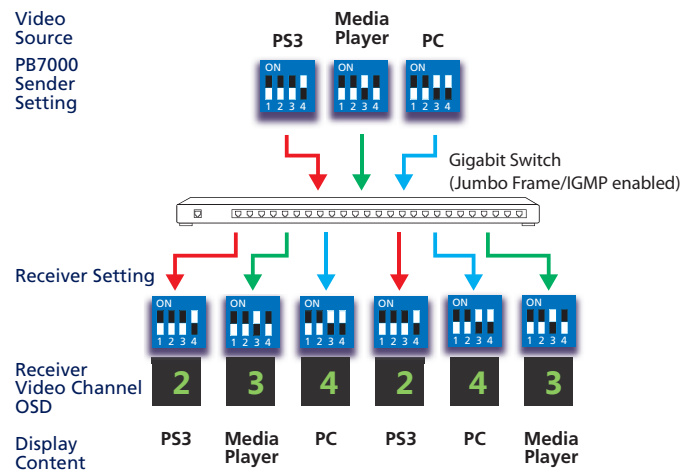 Video
Source
PS3
Media
Player
PC
PB7000
Sender
Setting
ON
1 2 3 4
ON
1 2 3 4
ON
1 2 3 4
Gigabit Switch
(Jumbo Frame/IGMP enabled)
Receiver Setting
ON
1 2 3 4
ON
1 2 3 4
ON
1 2 3 4
ON
1 2 3 4
ON
1 2 3 4
ON
1 2 3 4
Receiver
Video Channel
OSD
2
3
4
2
4
3
Display
Content
PS3
Media
Player
PC
PS3
PC
Media
Player